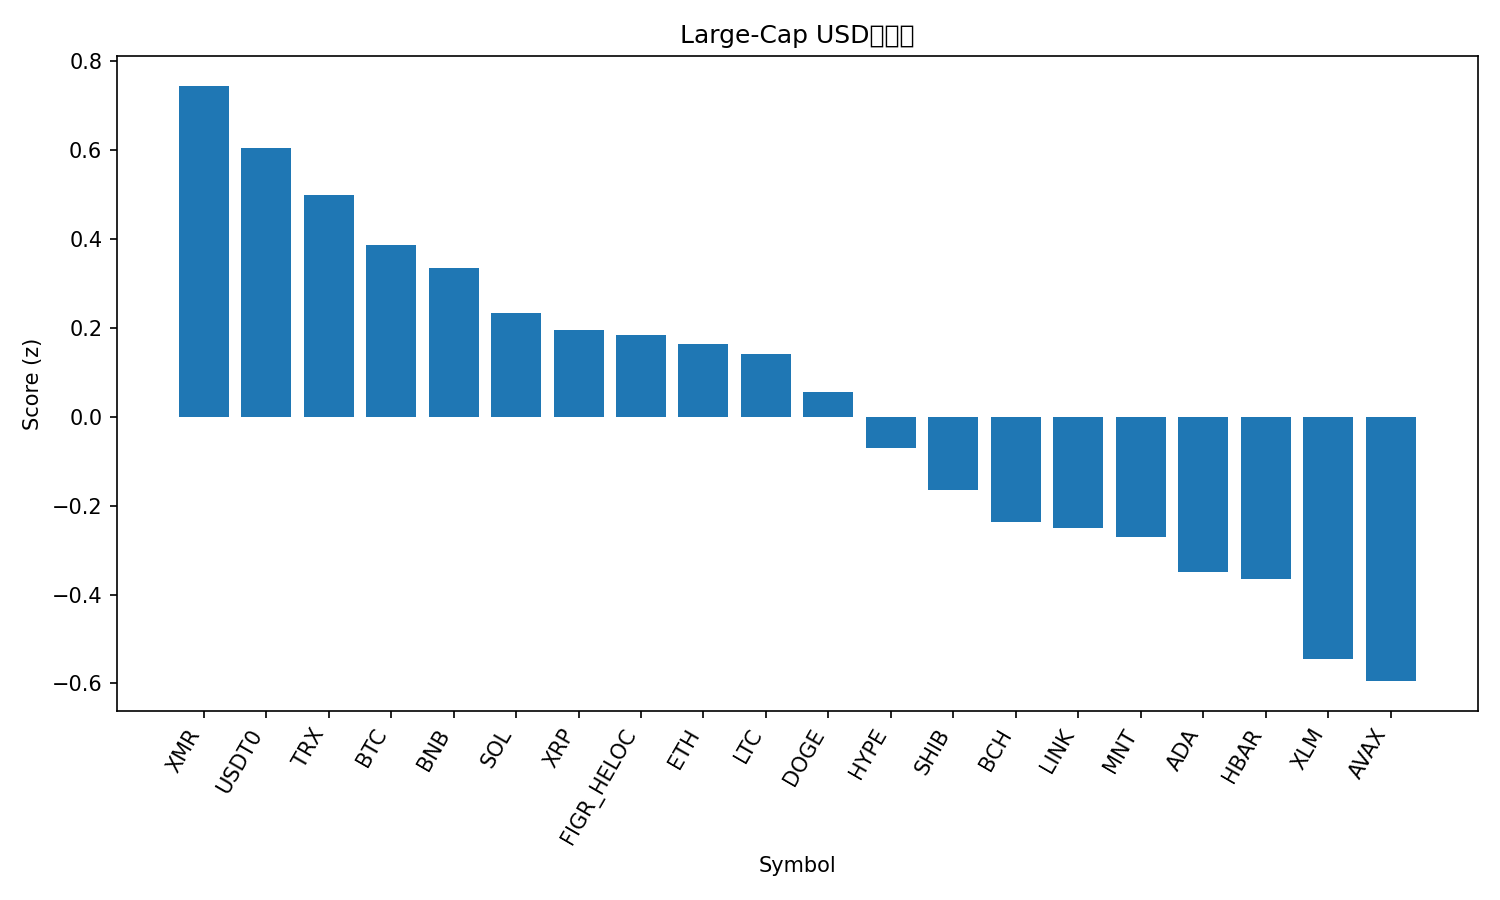 Large-Cap USD
0.8
0.6
0.4
0.2
0.0
−0.2
−0.4
−0.6
Score (z)
XMR
USDT0
TRX
BTC
BNB
SOL
XRP
FIGR_HELOC
ETH
LTC
DOGE
HYPE
SHIB
BCH
LINK
MNT
ADA
HBAR
XLM
AVAX
Symbol